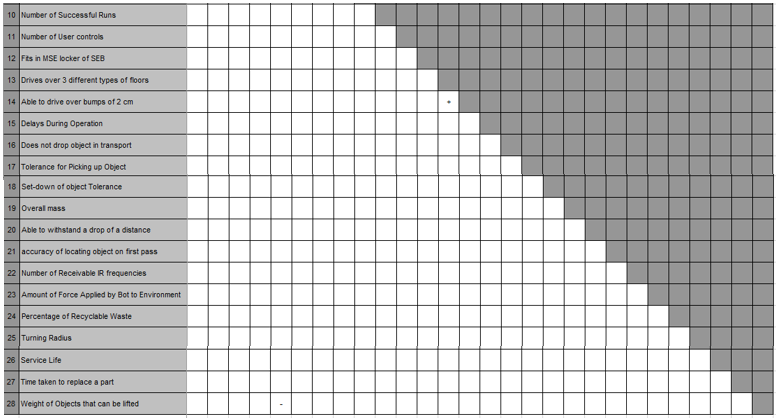 10 Number of Successful Runs
11 Number of User controls
12 Fits in MSE locker of SEB
13 Drives over 3 different types of floors
14 Able to drive over bumps of 2 cm +
15 Delays During Operation
16 Does not drop object in transport
17 Tolerance for Picking up Object
18 Set-down of object Tolerance
19 Overall mass
20 Able to withstand a drop of a distance
21 accuracy of locating object on first pass
22 Number of Receivable IR frequencies
23 Amount of Force Applied by Bot to Environment
24 Percentage of Recyclable Waste
25 Turning Radius
26 Service Life
27 Time taken to replace a part
28 Weight of Objects that can be lifted -